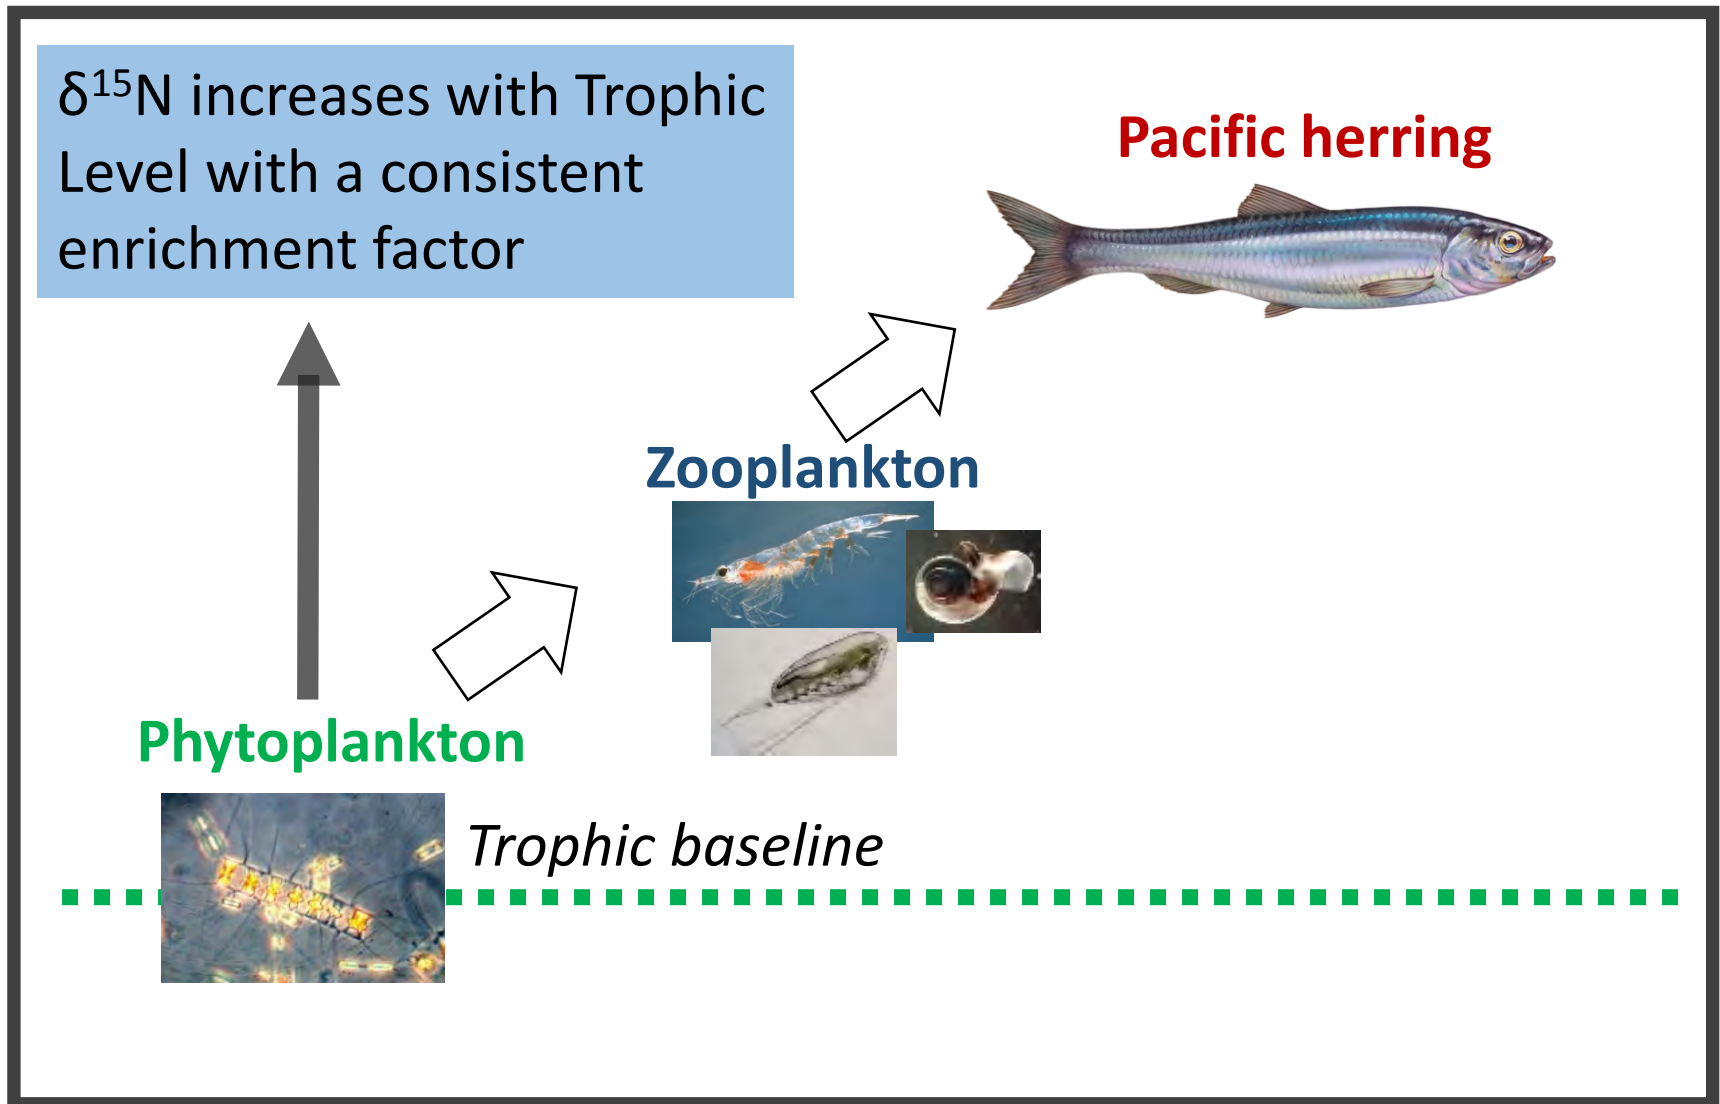 δ¹⁵N increases with Trophic
Level with a consistent
enrichment factor
Pacific herring
Zooplankton
Phytoplankton
Trophic baseline